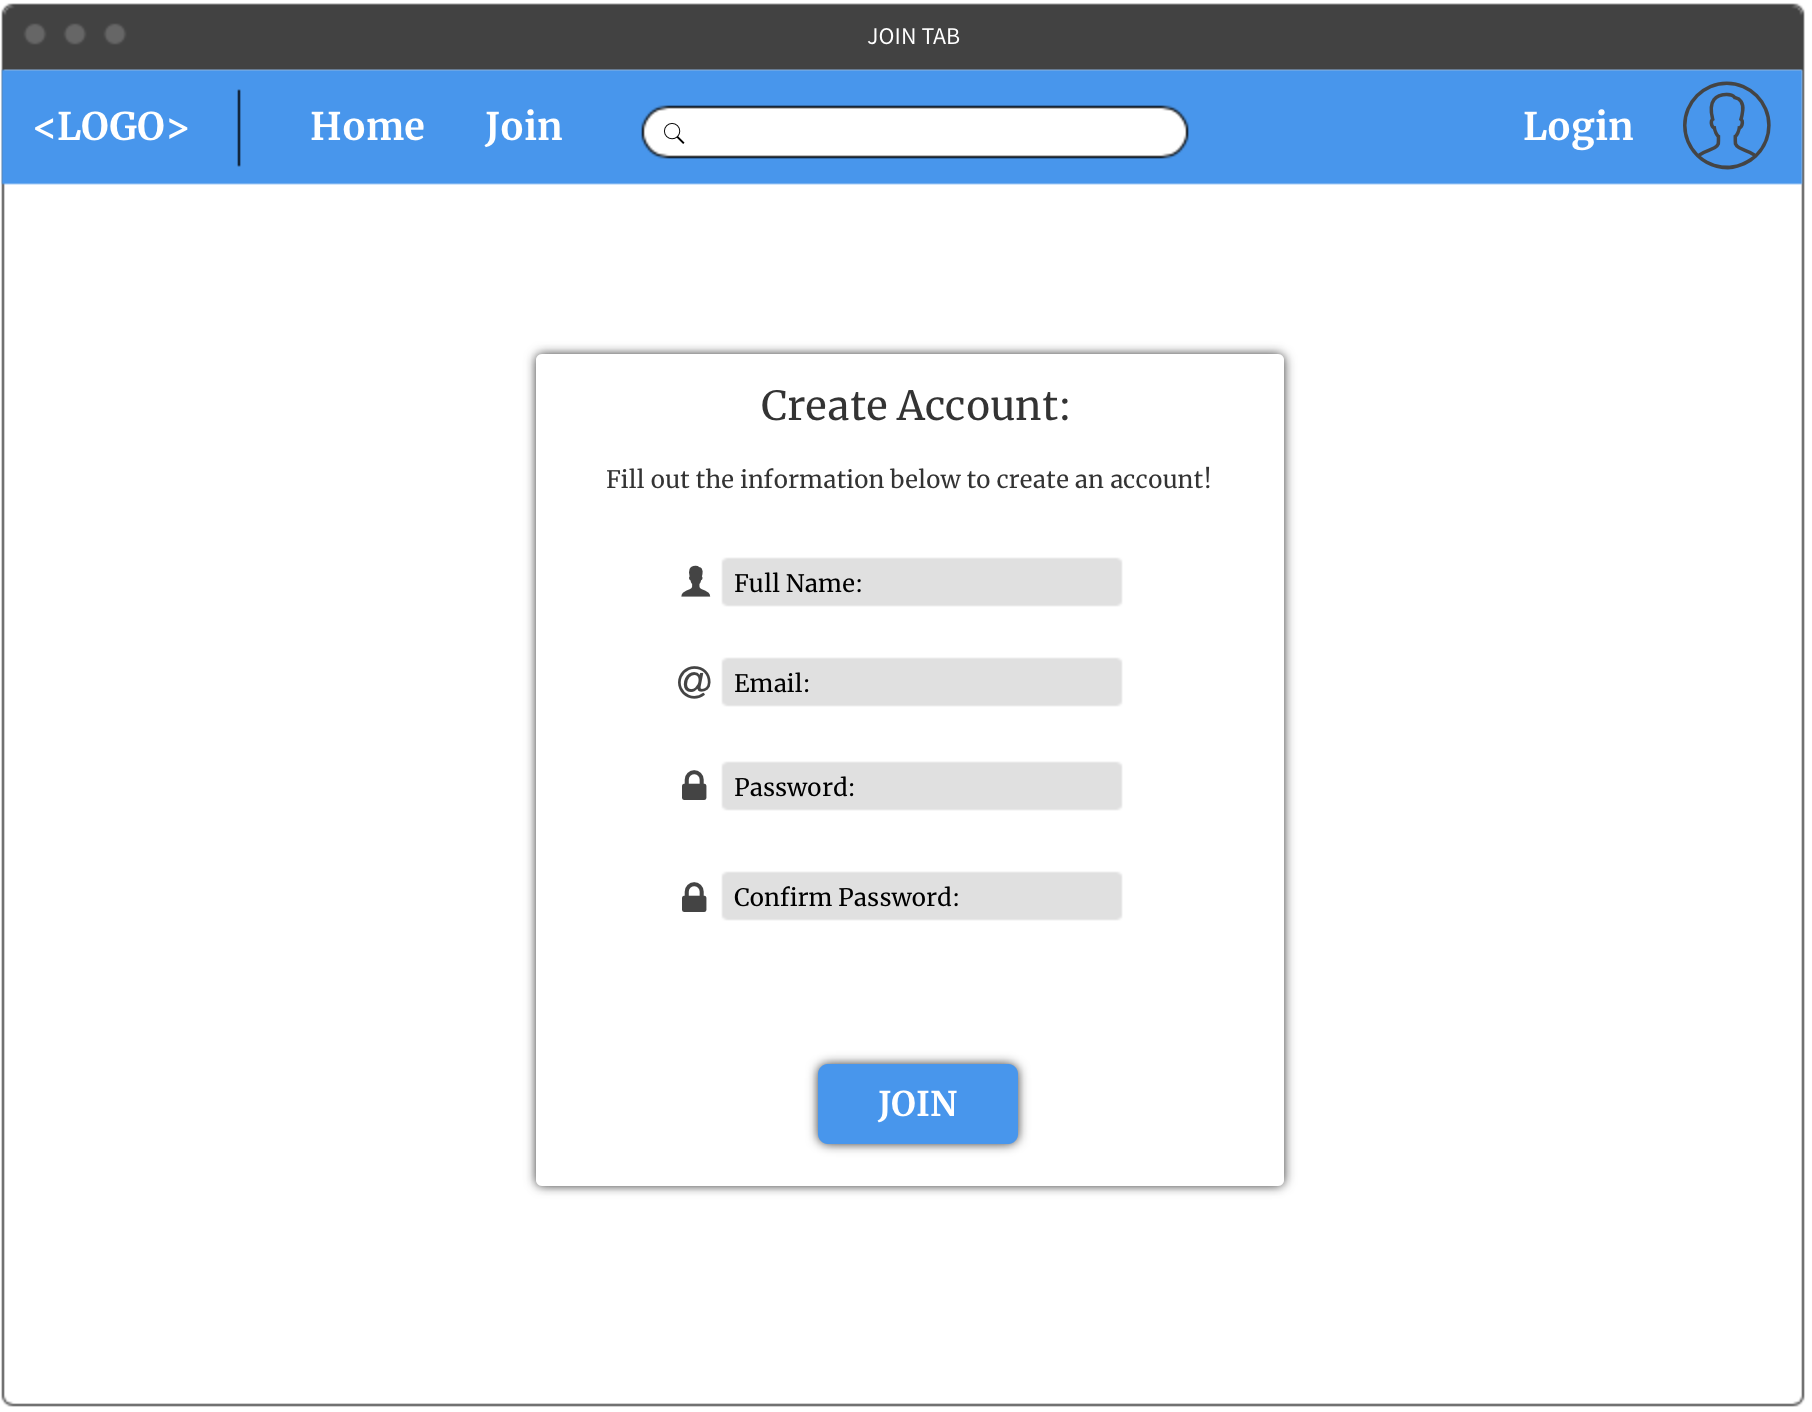 JOIN TAB
<LOGO> Home Join Login
Create Account:
Fill out the information below to create an account!
Full Name:
@ Email:
Password:
Confirm Password:
JOIN